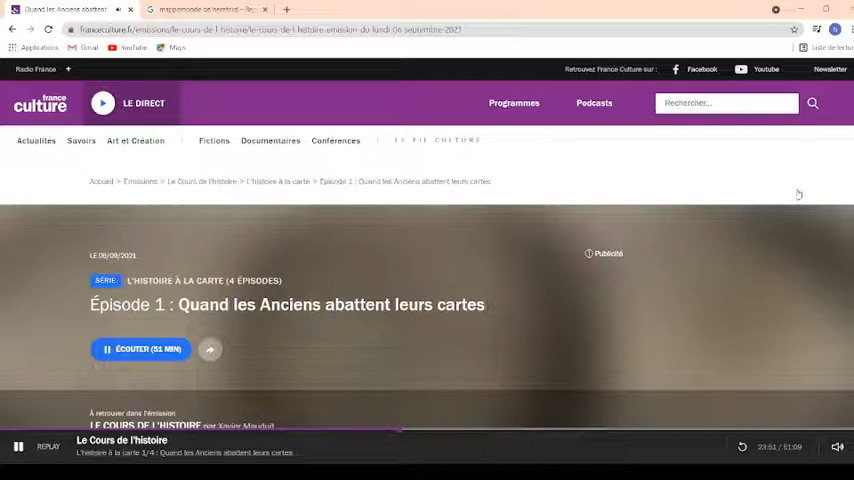 Quand les Anciens abattent
mappemonde de hereford - Rec
franceculture.fr/emissions/le-cours-de-l-histoire/le-cours-de-l-histoire-emission-du-lundi-06-septembre-2021
Applications Gmail YouTube Maps Liste de lectur
Radio France + Retrouvez France Culture sur : Facebook Youtube Newsletter
france
culture LE DIRECT Programmes Podcasts Rechercher...
Actualités Savoirs Art et Création Fictions Documentaires Conférences LE FIL CULTURE
Accueil > Émissions > Le Cours de l'histoire > L'histoire à la carte > Épisode 1 : Quand les Anciens abattent leurs cartes
LE 06/09/2021
Publicité
SÉRIE L'HISTOIRE À LA CARTE (4 ÉPISODES)
Épisode 1 : Quand les Anciens abattent leurs cartes
ÉCOUTER (51 MIN)
À retrouver dans l'émission
LE COURS DE L'HISTOIRE par Xavier Mauduit
REPLAY Le Cours de l'histoire
L'histoire à la carte 1/4 : Quand les Anciens abattent leurs cartes...
23:51 / 51:09